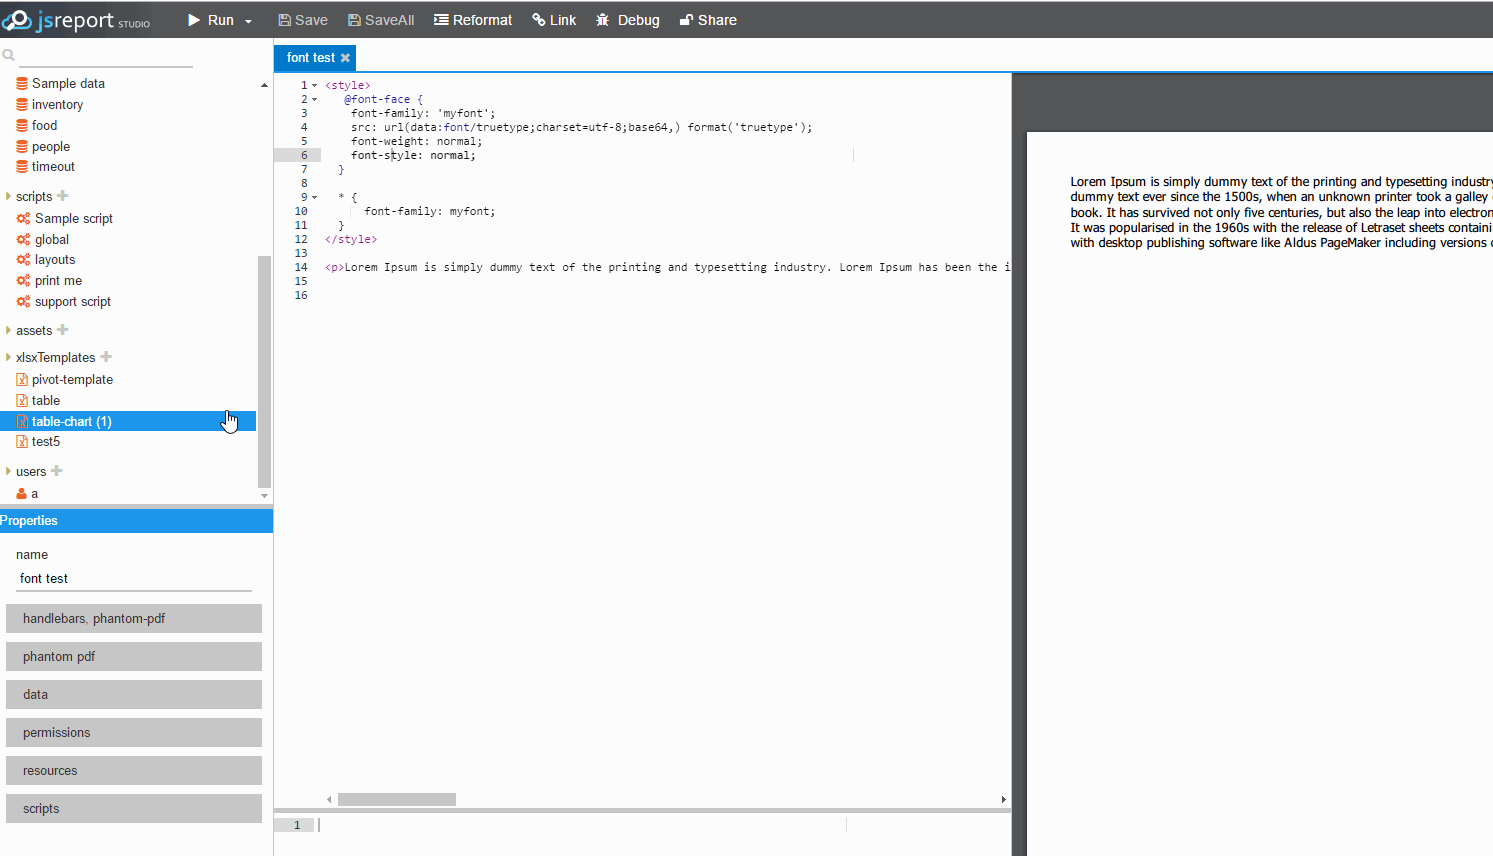 jsreport STUDIO Run Save SaveAll Reformat Link Debug Share
Sample data
inventory
food
people
timeout
scripts
Sample script
global
layouts
print me
support script
assets
xlsxTemplates
pivot-template
table
table-chart (1)
test5
users
a
Properties
name
font test
handlebars, phantom-pdf
phantom pdf
data
permissions
resources
scripts
font test
1 <style>
2 @font-face {
3 font-family: 'myfont';
4 src: url(data:font/truetype;charset=utf-8;base64,) format('truetype');
5 font-weight: normal;
6 font-style: normal;
7 }
8
9 * {
10 font-family: myfont;
11 }
12 </style>
13
14 <p>Lorem Ipsum is simply dummy text of the printing and typesetting industry. Lorem Ipsum has been the i
15
16
1
Lorem Ipsum is simply dummy text of the printing and typesetting industry
dummy text ever since the 1500s, when an unknown printer took a galley
book. It has survived not only five centuries, but also the leap into electron
It was popularised in the 1960s with the release of Letraset sheets containi
with desktop publishing software like Aldus PageMaker including versions